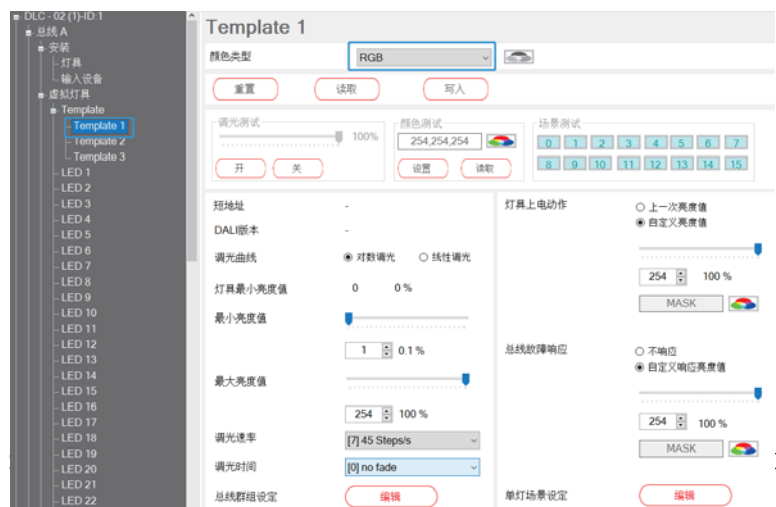 DLC - 02 (1)-ID:1
总线 A
安装
灯具
输入设备
虚拟灯具
Template
Template 1
Template 2
Template 3
LED 1
LED 2
LED 3
LED 4
LED 5
LED 6
LED 7
LED 8
LED 9
LED 10
LED 11
LED 12
LED 13
LED 14
LED 15
LED 16
LED 17
LED 18
LED 19
LED 20
LED 21
LED 22
Template 1
颜色类型 RGB
重置 读取 写入
调光测试 颜色测试 场景测试
100% 254,254,254 0 1 2 3 4 5 6 7
开 关 设置 读取 8 9 10 11 12 13 14 15
短地址 -
DALI版本 -
调光曲线 对数调光 线性调光
灯具最小亮度值 0 0 %
最小亮度值
1 0.1 %
最大亮度值
254 100 %
调光速率 [7] 45 Steps/s
调光时间 [0] no fade
总线群组设定 编辑
灯具上电动作 上一次亮度值
自定义亮度值
254 100 %
MASK
总线故障响应 不响应
自定义响应亮度值
254 100 %
MASK
单灯场景设定 编辑